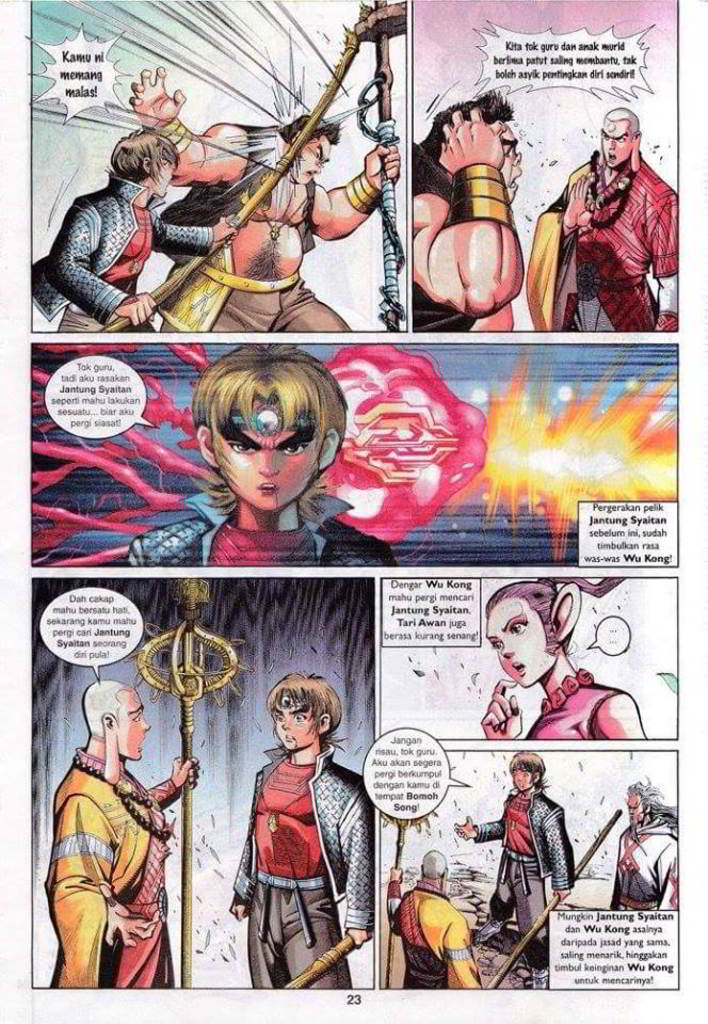 Kamu ni
memang
malas!
Kita tok guru dan anak murid
berlima patut saling membantu, tak
boleh asyik pentingkan diri sendiri!
Tok guru,
tadi aku rasakan
Jantung Syaitan
seperti mahu lakukan
sesuatu... biar aku
pergi siasat!
Pergerakan pelik
Jantung Syaitan
sebelum ini, sudah
timbulkan rasa
was-was Wu Kong!
Dah cakap
mahu bersatu hati,
sekarang kamu mahu
pergi cari Jantung
Syaitan seorang
diri pula!
Dengar Wu Kong
mahu pergi mencari
Jantung Syaitan,
Tari Awan juga
berasa kurang senang!
...
Jangan
risau, tok guru.
Aku akan segera
pergi berkumpul
dengan kamu di
tempat Bomoh
Song!
Mungkin Jantung Syaitan
dan Wu Kong asalnya
daripada jasad yang sama,
saling menarik, hinggakan
timbul keinginan Wu Kong
untuk mencarinya!
23